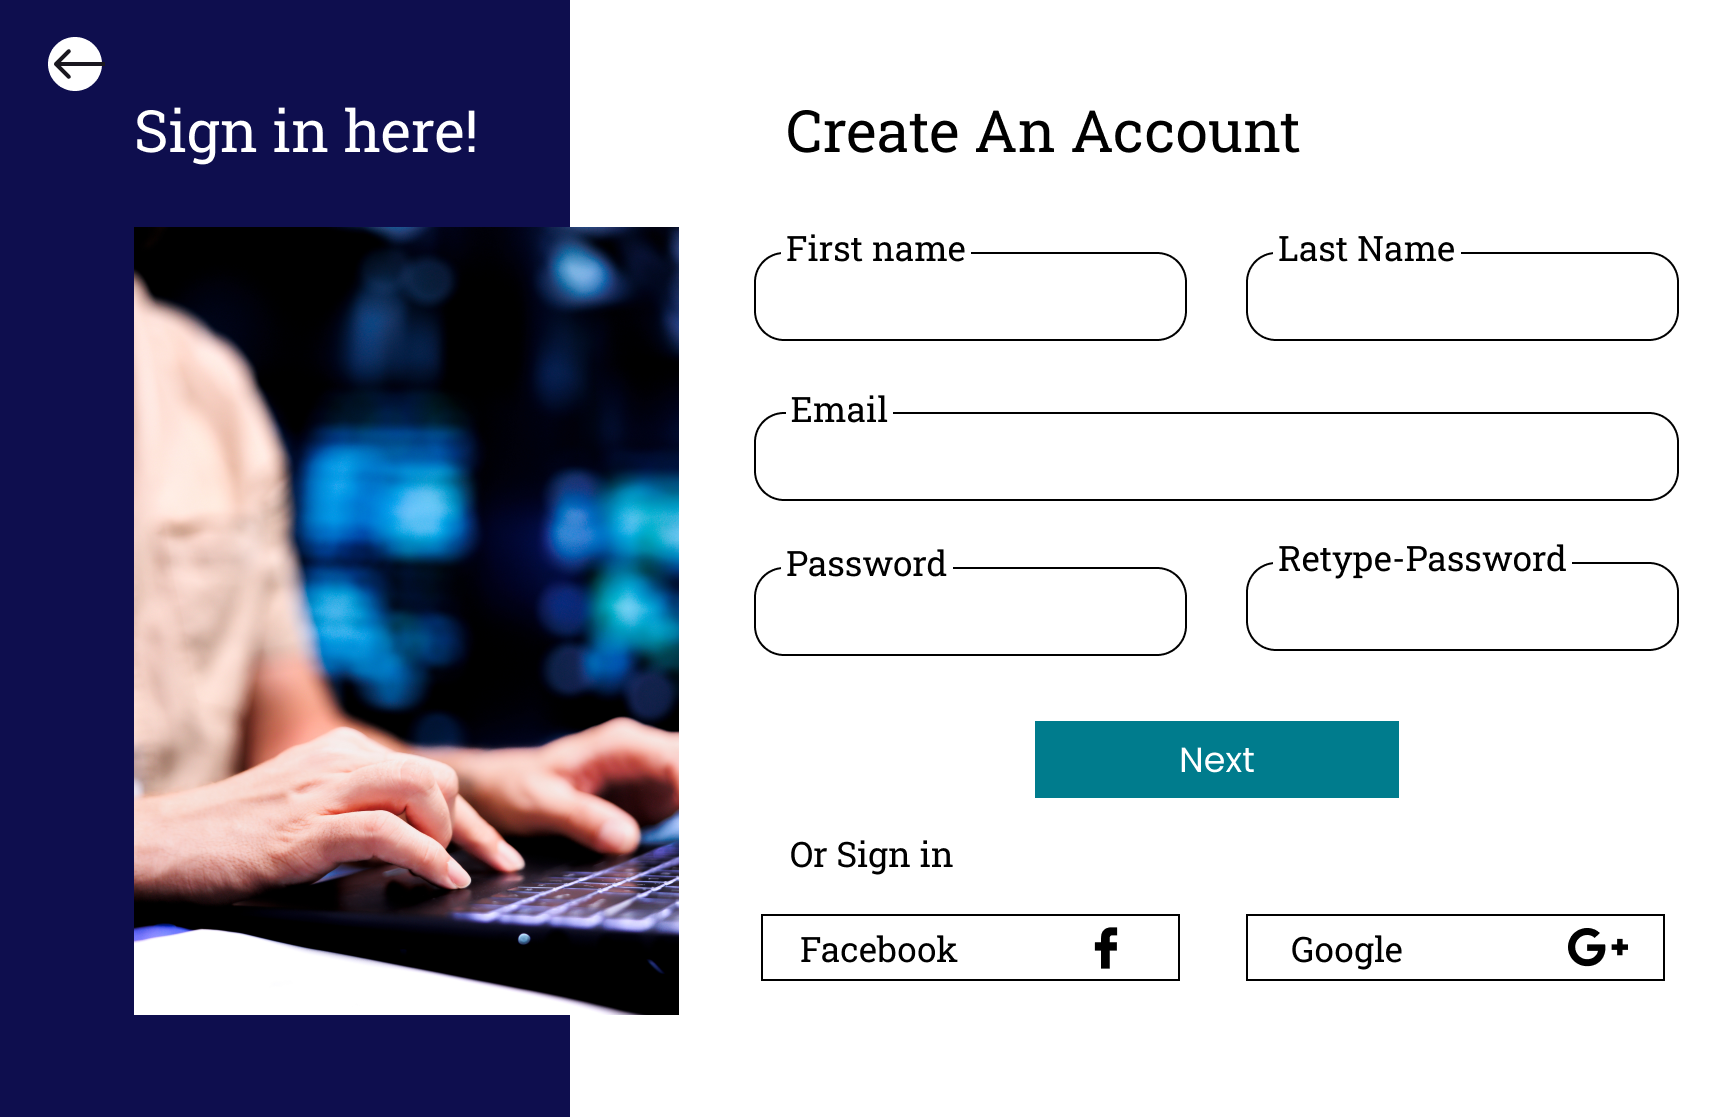 Sign in here!
Create An Account
First name
Last Name
Email
Password
Retype-Password
Next
Or Sign in
Facebook f
Google G+